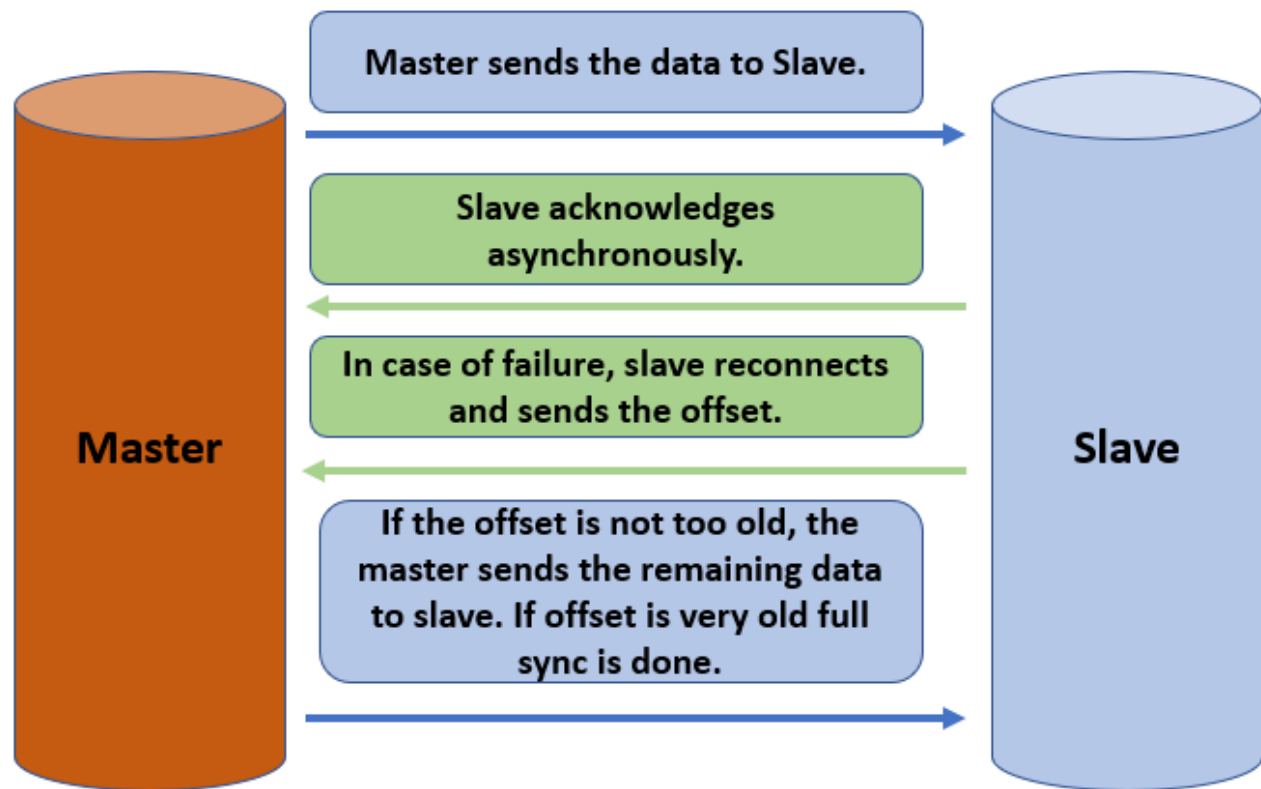 Master sends the data to Slave.
Slave acknowledges
asynchronously.
In case of failure, slave reconnects
and sends the offset.
Master
Slave
If the offset is not too old, the
master sends the remaining data
to slave. If offset is very old full
sync is done.